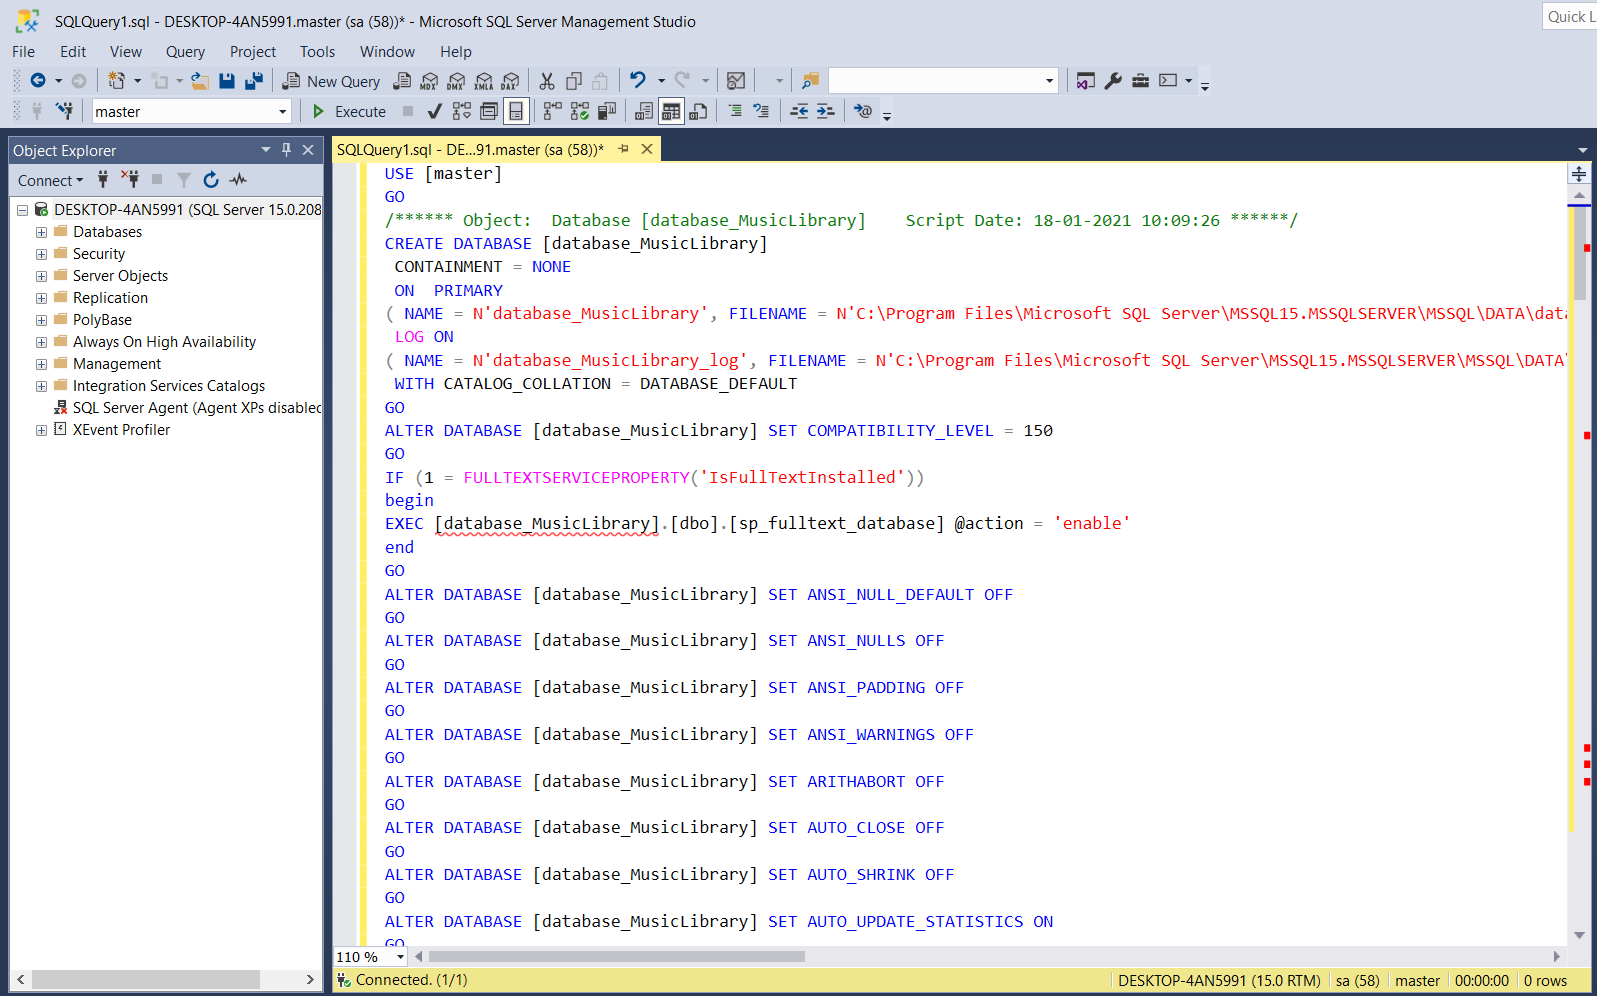 SQLQuery1.sql - DESKTOP-4AN5991.master (sa (58))* - Microsoft SQL Server Management Studio
Quick L
File Edit View Query Project Tools Window Help
New Query MDX DMX XMLA DAX
master Execute
Object Explorer
Connect
DESKTOP-4AN5991 (SQL Server 15.0.208
Databases
Security
Server Objects
Replication
PolyBase
Always On High Availability
Management
Integration Services Catalogs
SQL Server Agent (Agent XPs disabled
XEvent Profiler
SQLQuery1.sql - DE...91.master (sa (58))*
USE [master]
GO
/****** Object:  Database [database_MusicLibrary]    Script Date: 18-01-2021 10:09:26 ******/
CREATE DATABASE [database_MusicLibrary]
CONTAINMENT = NONE
ON  PRIMARY
( NAME = N'database_MusicLibrary', FILENAME = N'C:\Program Files\Microsoft SQL Server\MSSQL15.MSSQLSERVER\MSSQL\DATA\data
LOG ON
( NAME = N'database_MusicLibrary_log', FILENAME = N'C:\Program Files\Microsoft SQL Server\MSSQL15.MSSQLSERVER\MSSQL\DATA\
WITH CATALOG_COLLATION = DATABASE_DEFAULT
GO
ALTER DATABASE [database_MusicLibrary] SET COMPATIBILITY_LEVEL = 150
GO
IF (1 = FULLTEXTSERVICEPROPERTY('IsFullTextInstalled'))
begin
EXEC [database_MusicLibrary].[dbo].[sp_fulltext_database] @action = 'enable'
end
GO
ALTER DATABASE [database_MusicLibrary] SET ANSI_NULL_DEFAULT OFF
GO
ALTER DATABASE [database_MusicLibrary] SET ANSI_NULLS OFF
GO
ALTER DATABASE [database_MusicLibrary] SET ANSI_PADDING OFF
GO
ALTER DATABASE [database_MusicLibrary] SET ANSI_WARNINGS OFF
GO
ALTER DATABASE [database_MusicLibrary] SET ARITHABORT OFF
GO
ALTER DATABASE [database_MusicLibrary] SET AUTO_CLOSE OFF
GO
ALTER DATABASE [database_MusicLibrary] SET AUTO_SHRINK OFF
GO
ALTER DATABASE [database_MusicLibrary] SET AUTO_UPDATE_STATISTICS ON
GO
110 %
Connected. (1/1) DESKTOP-4AN5991 (15.0 RTM) sa (58) master 00:00:00 0 rows